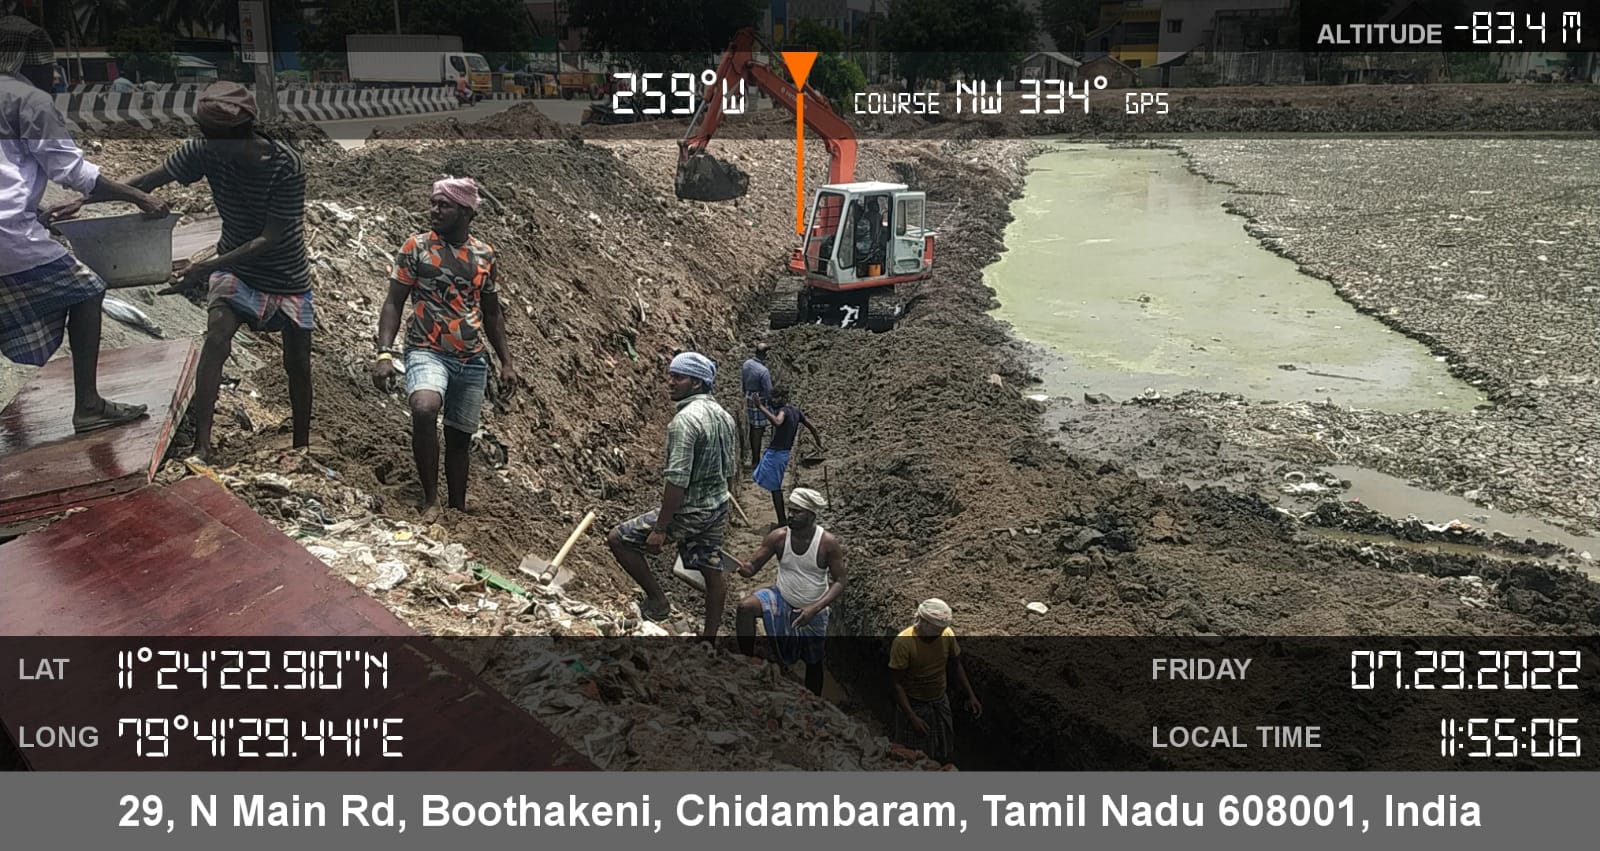 ALTITUDE -83.4 M
259°W
COURSE NW 334° GPS
LAT 11°24'22.910"N
LONG 79°41'29.441"E
FRIDAY 07.29.2022
LOCAL TIME 11:55:06
29, N Main Rd, Boothakeni, Chidambaram, Tamil Nadu 608001, India